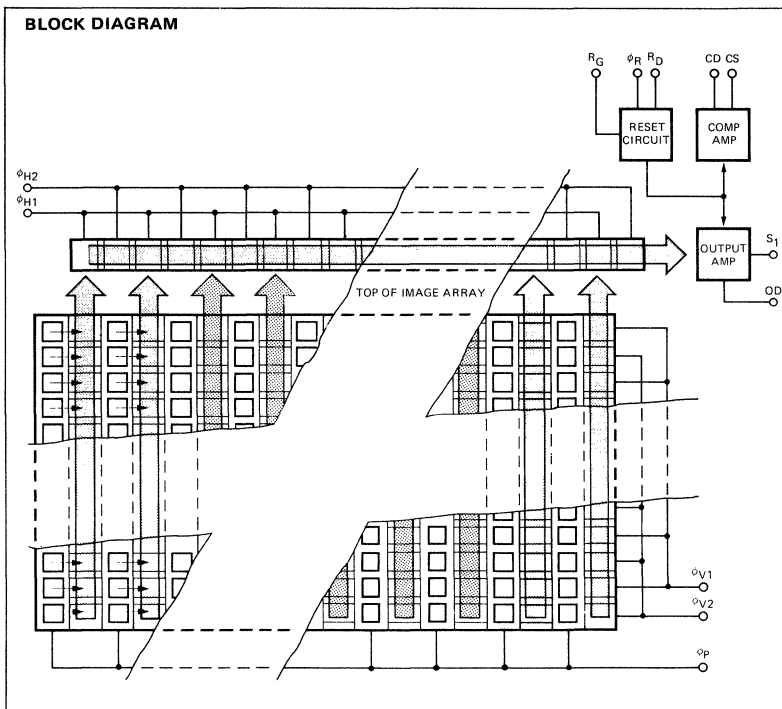 BLOCK DIAGRAM
RG ϕR RD CD CS
RESET CIRCUIT
COMP AMP
ϕH2
ϕH1
OUTPUT AMP
S1
OD
TOP OF IMAGE ARRAY
ϕV1
ϕV2
ϕP